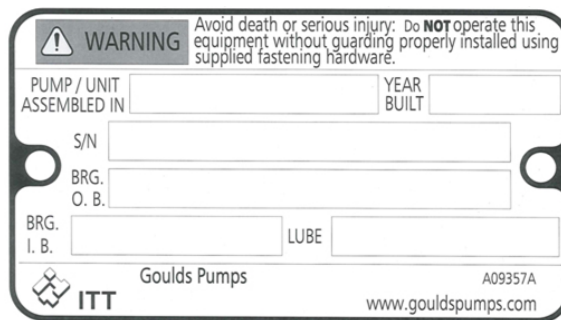 WARNING
Avoid death or serious injury: Do NOT operate this
equipment without guarding properly installed using
supplied fastening hardware.
PUMP / UNIT
ASSEMBLED IN
YEAR
BUILT
S/N
BRG.
O. B.
BRG.
I. B.
LUBE
Goulds Pumps
A09357A
ITT
www.gouldspumps.com